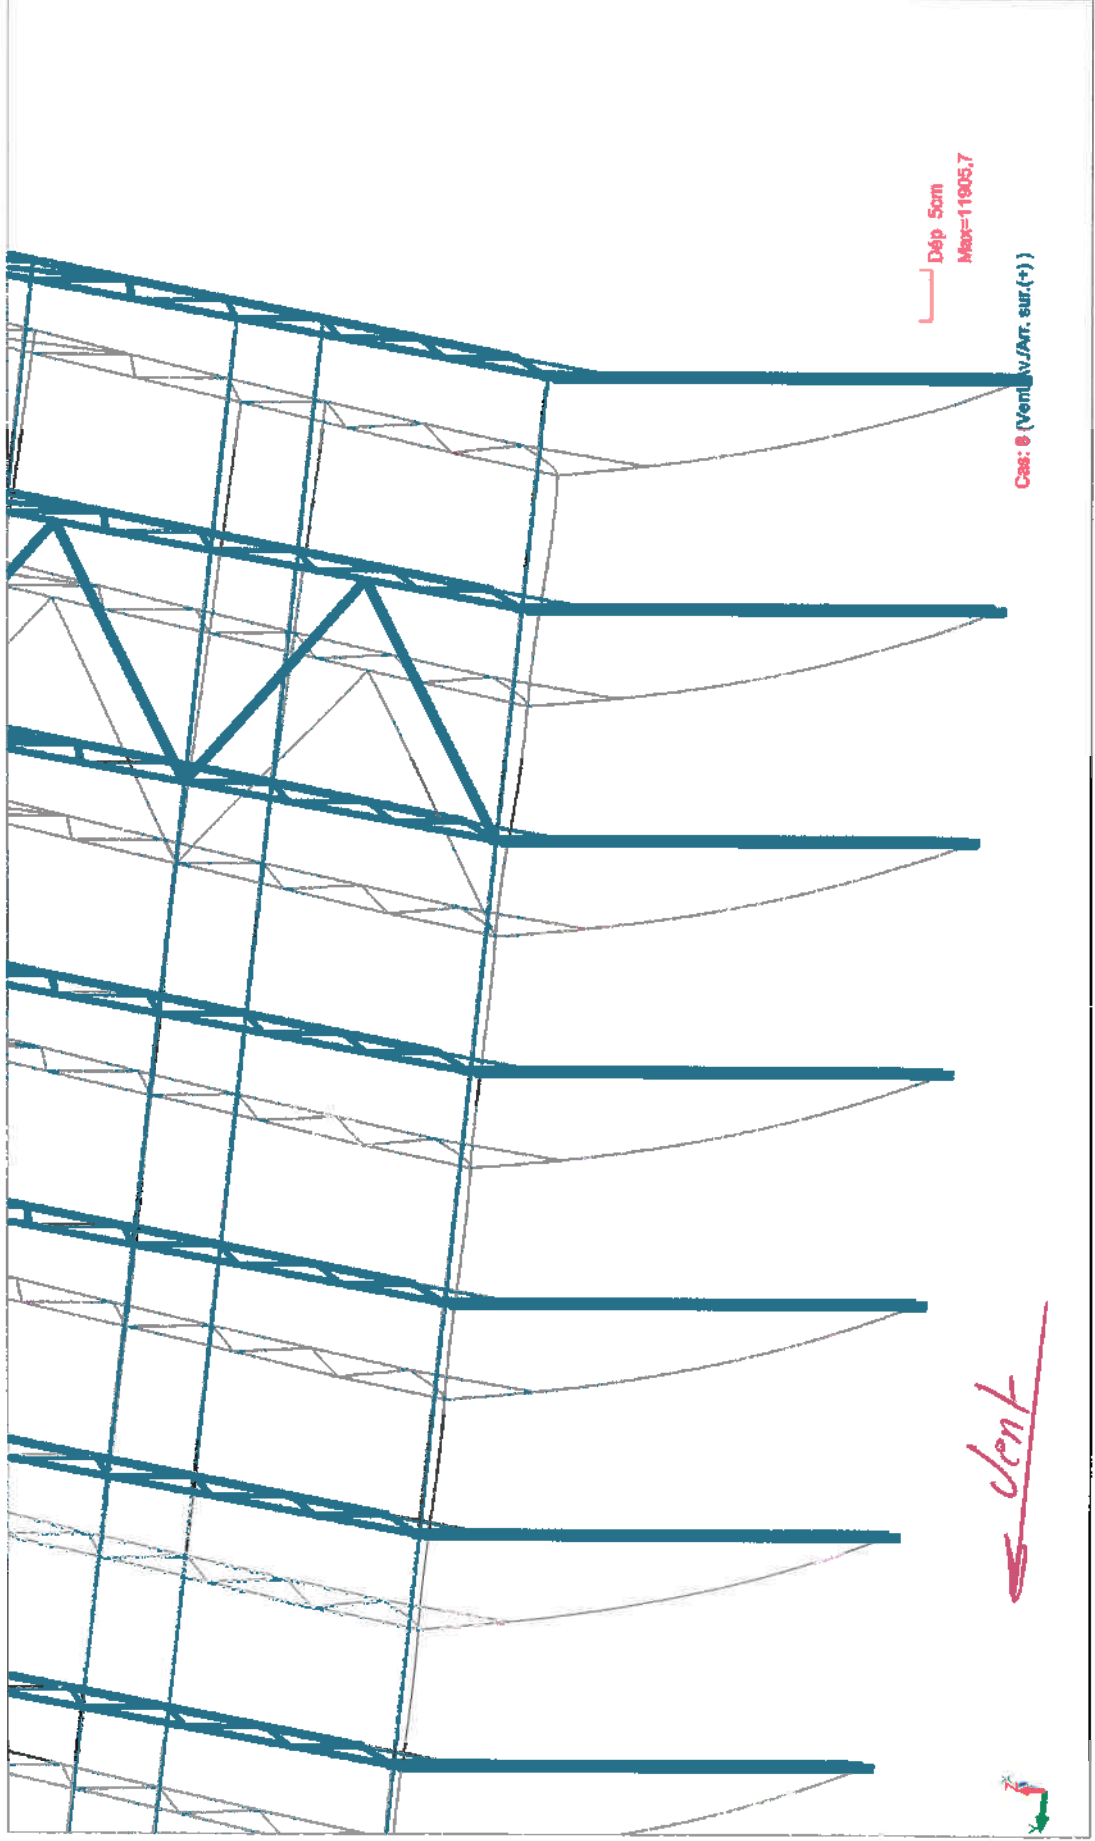 Dép 5cm
Max=11905,7
Cas: 8 (Vent Av./Arr. sur.(+) )
Vent